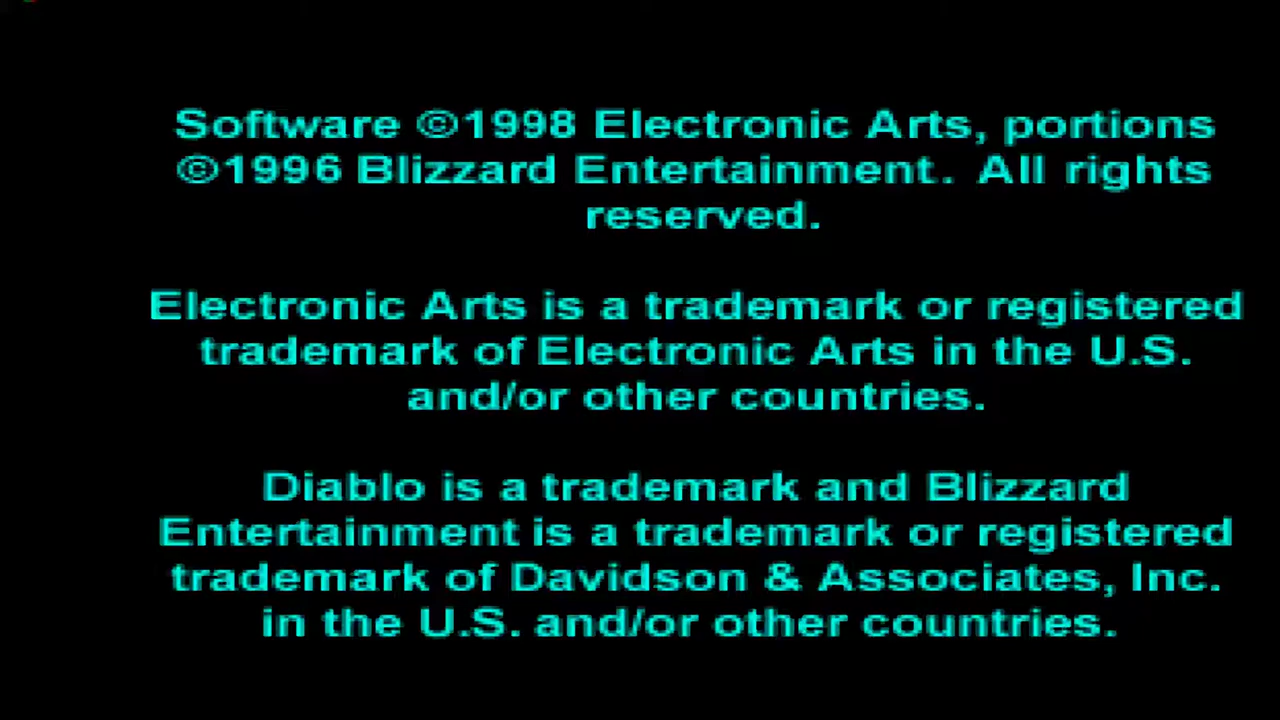 Software ©1998 Electronic Arts, portions
©1996 Blizzard Entertainment. All rights
reserved.
Electronic Arts is a trademark or registered
trademark of Electronic Arts in the U.S.
and/or other countries.
Diablo is a trademark and Blizzard
Entertainment is a trademark or registered
trademark of Davidson & Associates, Inc.
in the U.S. and/or other countries.